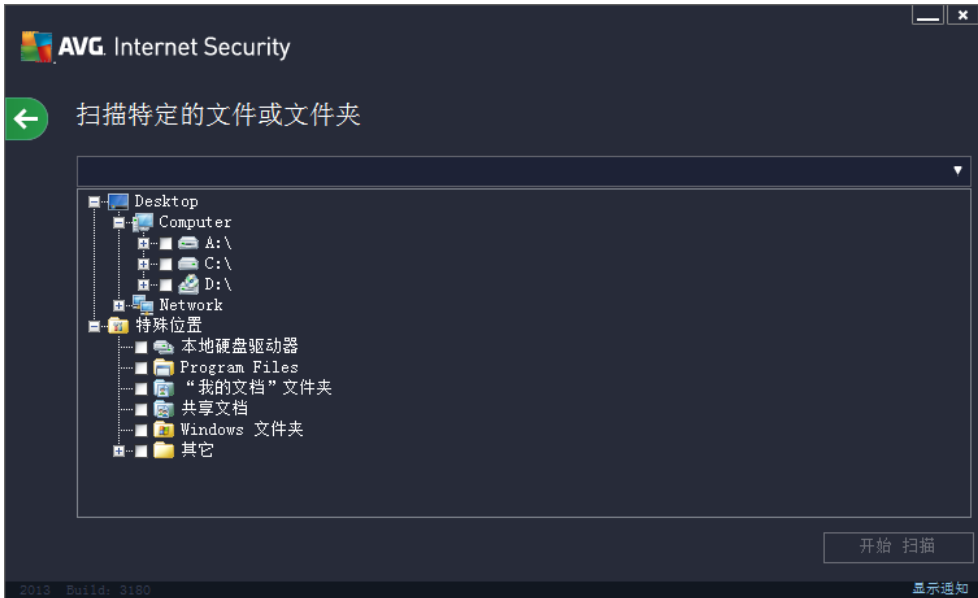 AVG. Internet Security
扫描特定的文件或文件夹
Desktop
Computer
A:\
C:\
D:\
Network
特殊位置
本地硬盘驱动器
Program Files
“我的文档”文件夹
共享文档
Windows 文件夹
其它
开始 扫描
2013 Build: 3180
显示通知